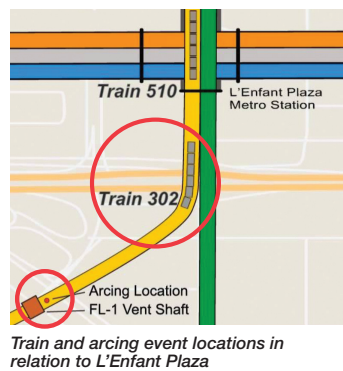 Train 510
L'Enfant Plaza
Metro Station
Train 302
Arcing Location
FL-1 Vent Shaft
Train and arcing event locations in
relation to L'Enfant Plaza